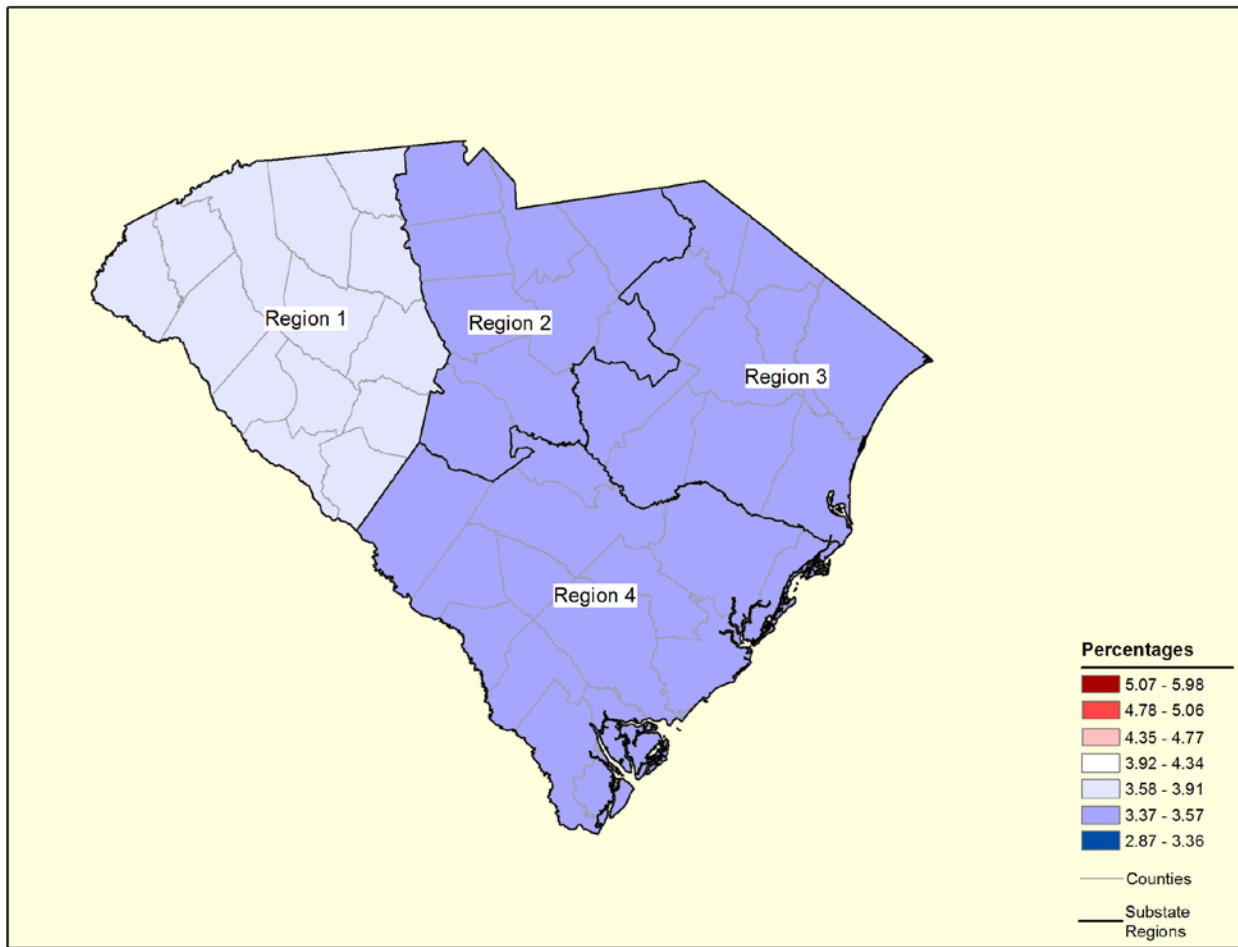 Region 1
Region 2
Region 3
Region 4
Percentages
5.07 - 5.98
4.78 - 5.06
4.35 - 4.77
3.92 - 4.34
3.58 - 3.91
3.37 - 3.57
2.87 - 3.36
Counties
Substate
Regions